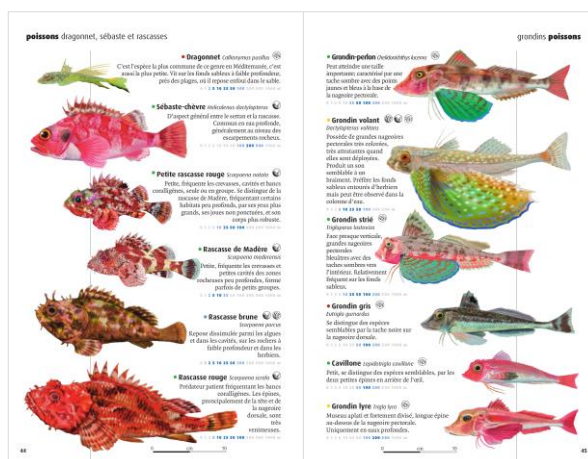 poissons dragonnet, sébaste et rascasses
Dragonnet Callionymus pusillus
C'est l'espèce la plus commune de ce genre en Méditerranée, c'est
aussi la plus petite. Vit sur les fonds sableux à faible profondeur,
près des plages, où il repose enfoui dans le sable.
Sébaste-chèvre Helicolenus dactylopterus
D'aspect général entre le serran et la rascasse.
Commun en eau profonde,
généralement au niveau des
escarpements rocheux.
Petite rascasse rouge Scorpaena notata
Petite, fréquente les crevasses, cavités et bancs
coralligènes, seule ou en groupe. Se distingue de la
rascasse de Madère, fréquentant certains
habitats peu profonds, par ses yeux plus
grands, ses joues non ponctuées, et son
corps plus robuste.
Rascasse de Madère
Scorpaena maderensis
Petite, fréquente les crevasses et
petites cavités des zones
rocheuses peu profondes, forme
parfois de petits groupes.
Rascasse brune
Scorpaena porcus
Repose dissimulée parmi les algues
et dans les cavités, sur les rochers à
faible profondeur et dans les
herbiers.
Rascasse rouge Scorpaena scrofa
Prédateur patient fréquentant les bancs
coralligènes. Les épines,
principalement de la tête et de
la nageoire
dorsale, sont
très
venimeuses.
44
grondins poissons
Grondin-perlon Chelidonichthys lucerna
Peut atteindre une taille
importante; caractérisé par une
tache sombre avec des points
jaunes et bleus à la base de
la nageoire pectorale.
Grondin volant
Dactylopterus volitans
Possède de grandes nageoires
pectorales très colorées,
très attrayantes quand
elles sont déployées.
Produit un son
semblable à un
braiment. Préfère les fonds
sableux entourés d'herbiers
mais peut être observé dans la
colonne d'eau.
Grondin strié
Trigloporus lastoviza
Face presque verticale,
grandes nageoires
pectorales
bleuâtres avec des
taches sombres vers
l'intérieur. Relativement
fréquent sur les fonds
sableux.
Grondin gris
Eutrigla gurnardus
Se distingue des espèces
semblables par la tache noire sur
la nageoire dorsale.
Cavillone Lepidotrigla cavillone
Petit, se distingue des espèces semblables, par les
deux petites épines en arrière de l'œil.
Grondin lyre Trigla lyra
Museau aplati et fortement divisé, longue épine
au-dessus de la nageoire pectorale.
Uniquement en eaux profondes.
45